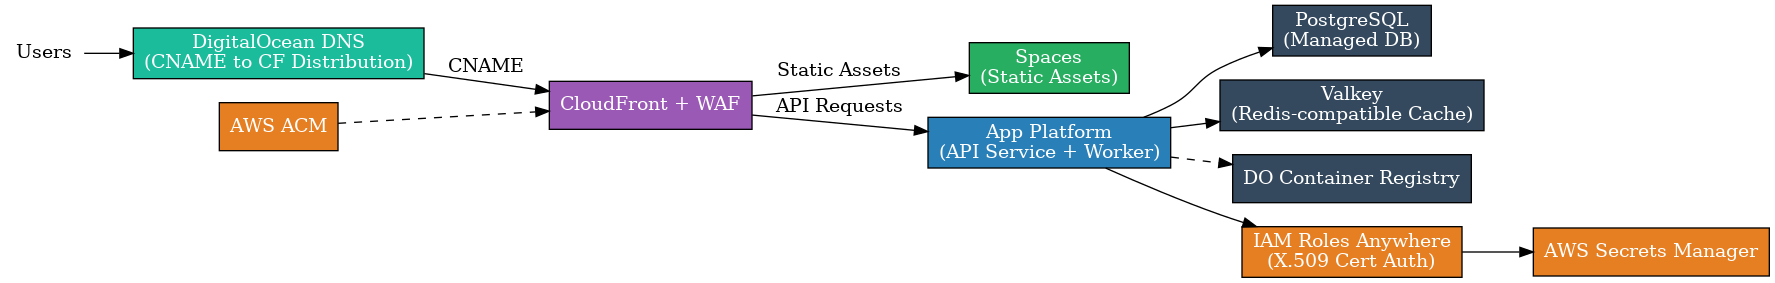 Users
DigitalOcean DNS
(CNAME to CF Distribution)
AWS ACM
CNAME
CloudFront + WAF
Static Assets
API Requests
Spaces
(Static Assets)
App Platform
(API Service + Worker)
PostgreSQL
(Managed DB)
Valkey
(Redis-compatible Cache)
DO Container Registry
IAM Roles Anywhere
(X.509 Cert Auth)
AWS Secrets Manager